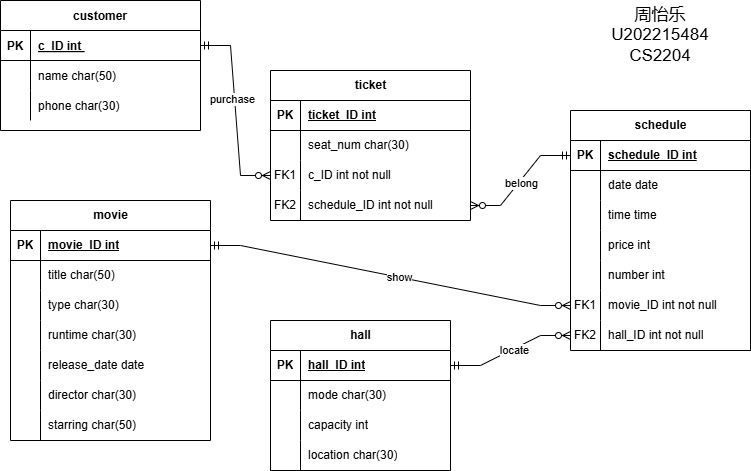 周怡乐
U202215484
CS2204
customer
PK c_ID int
name char(50)
phone char(30)
purchase
ticket
PK ticket_ID int
seat_num char(30)
FK1 c_ID int not null
FK2 schedule_ID int not null
belong
schedule
PK schedule_ID int
date date
time time
price int
number int
FK1 movie_ID int not null
FK2 hall_ID int not null
movie
PK movie_ID int
title char(50)
type char(30)
runtime char(30)
release_date date
director char(30)
starring char(50)
show
hall
PK hall_ID int
mode char(30)
capacity int
location char(30)
locate